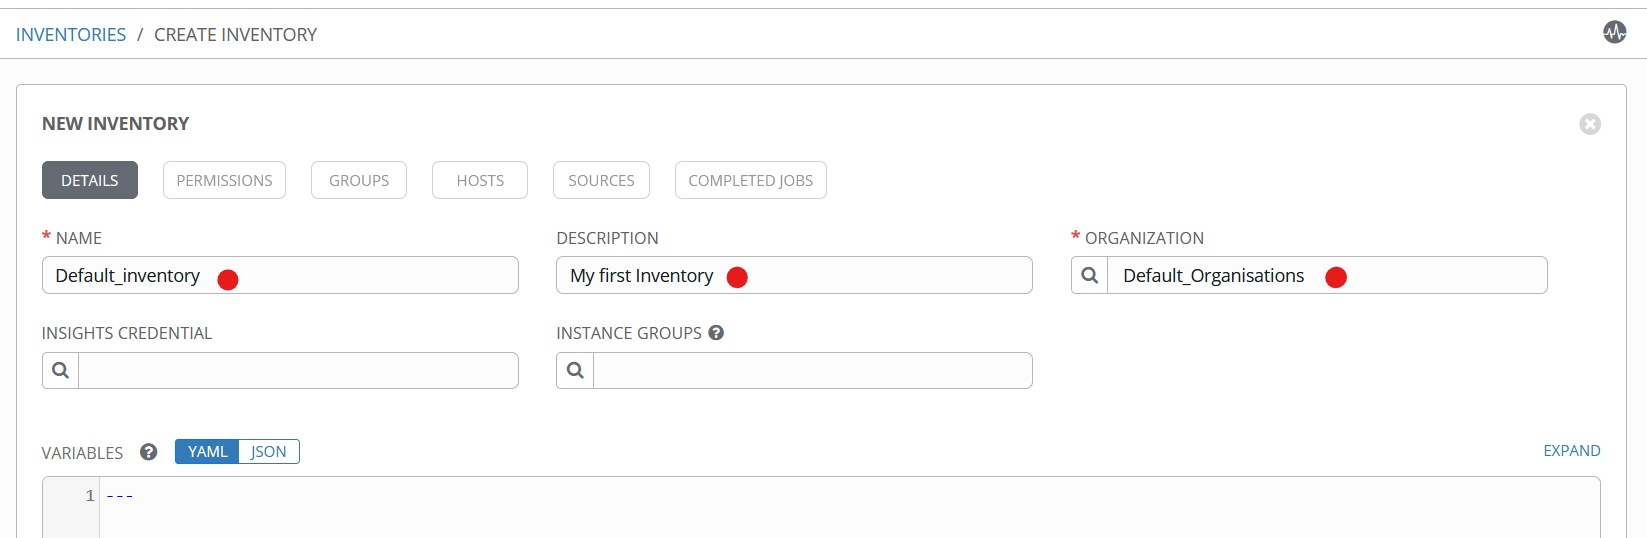 INVENTORIES / CREATE INVENTORY
NEW INVENTORY
DETAILS PERMISSIONS GROUPS HOSTS SOURCES COMPLETED JOBS
* NAME DESCRIPTION * ORGANIZATION
Default_inventory My first Inventory Default_Organisations
INSIGHTS CREDENTIAL INSTANCE GROUPS ?
VARIABLES ? YAML JSON EXPAND
1 ---